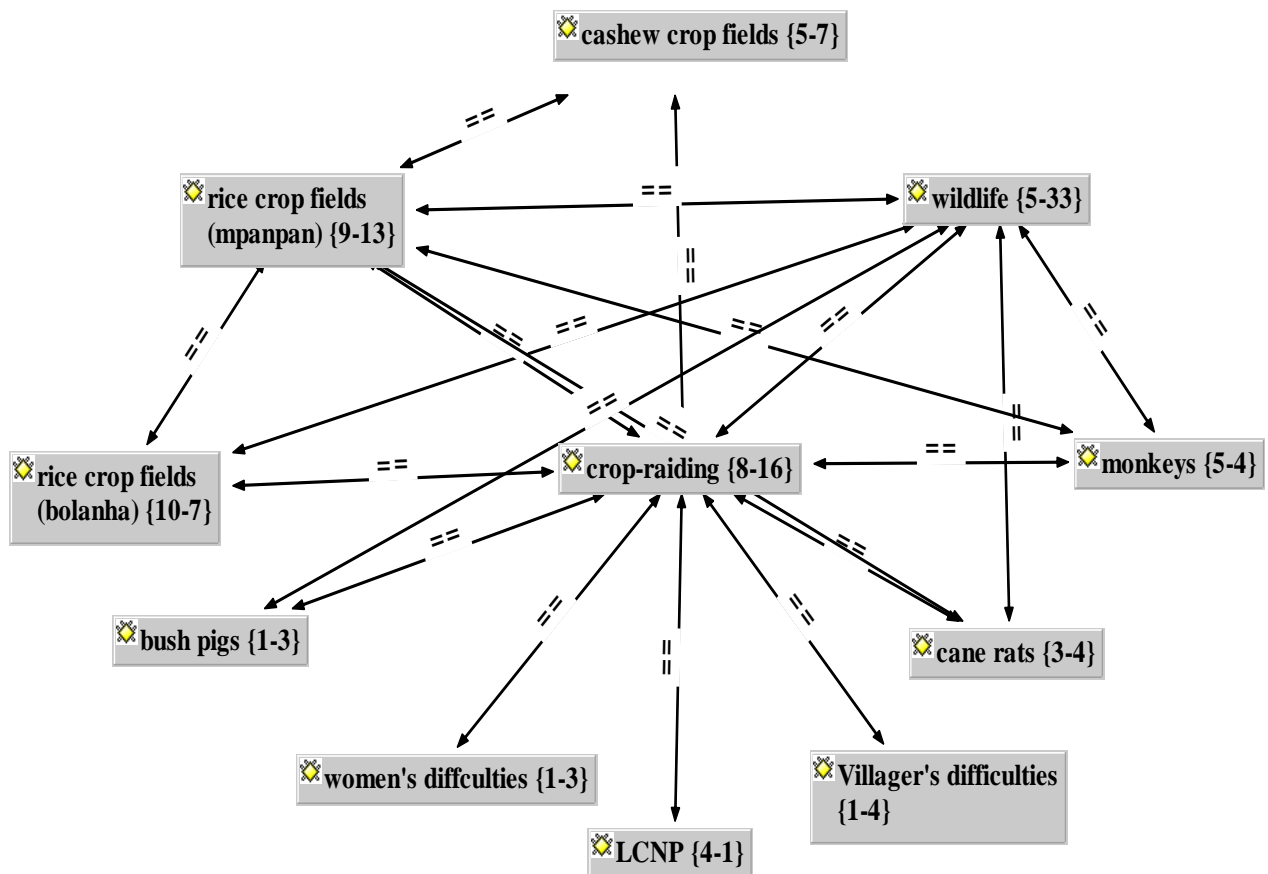 cashew crop fields {5-7}
==
rice crop fields
(mpanpan) {9-13}
==
wildlife {5-33}
==
==
==
==
==
==
==
==
==
==
rice crop fields
(bolanha) {10-7}
==
crop-raiding {8-16}
==
monkeys {5-4}
==
==
==
==
==
bush pigs {1-3}
cane rats {3-4}
women's diffculties {1-3}
Villager's difficulties
{1-4}
LCNP {4-1}